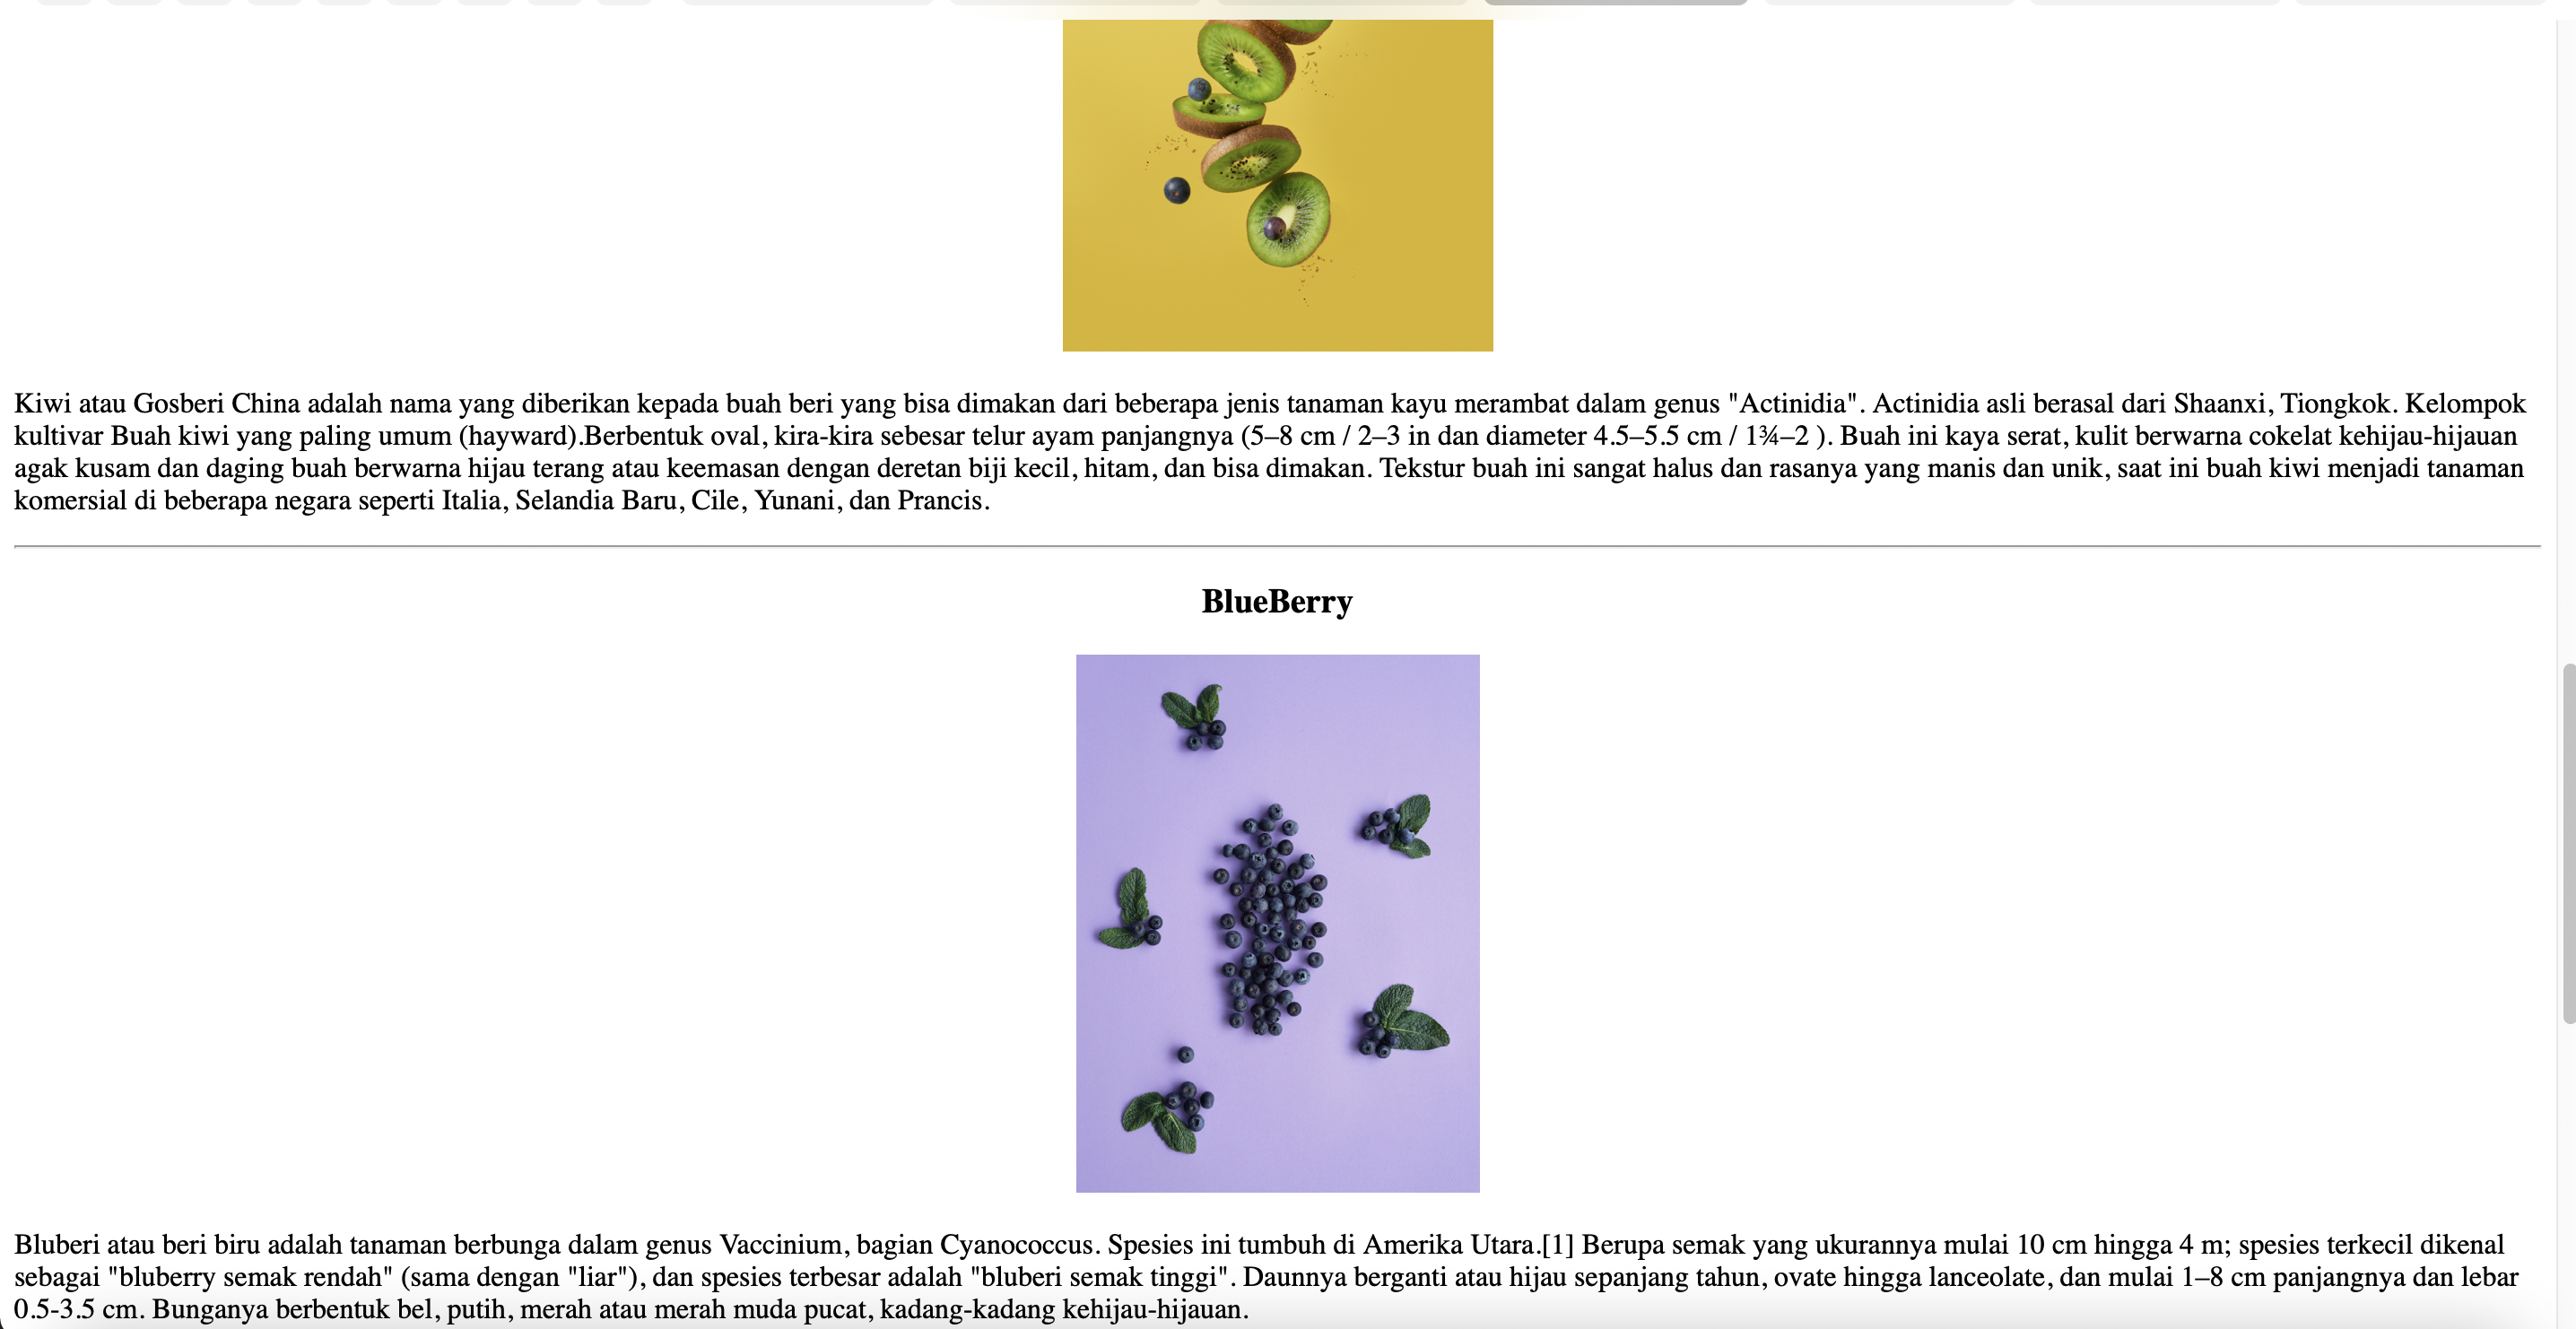 Kiwi atau Gosberi China adalah nama yang diberikan kepada buah beri yang bisa dimakan dari beberapa jenis tanaman kayu merambat dalam genus "Actinidia". Actinidia asli berasal dari Shaanxi, Tiongkok. Kelompok
kultivar Buah kiwi yang paling umum (hayward).Berbentuk oval, kira-kira sebesar telur ayam panjangnya (5–8 cm / 2–3 in dan diameter 4.5–5.5 cm / 1¾–2 ). Buah ini kaya serat, kulit berwarna cokelat kehijau-hijauan
agak kusam dan daging buah berwarna hijau terang atau keemasan dengan deretan biji kecil, hitam, dan bisa dimakan. Tekstur buah ini sangat halus dan rasanya yang manis dan unik, saat ini buah kiwi menjadi tanaman
komersial di beberapa negara seperti Italia, Selandia Baru, Cile, Yunani, dan Prancis.
BlueBerry
Bluberi atau beri biru adalah tanaman berbunga dalam genus Vaccinium, bagian Cyanococcus. Spesies ini tumbuh di Amerika Utara.[1] Berupa semak yang ukurannya mulai 10 cm hingga 4 m; spesies terkecil dikenal
sebagai "bluberry semak rendah" (sama dengan "liar"), dan spesies terbesar adalah "bluberi semak tinggi". Daunnya berganti atau hijau sepanjang tahun, ovate hingga lanceolate, dan mulai 1–8 cm panjangnya dan lebar
0.5-3.5 cm. Bunganya berbentuk bel, putih, merah atau merah muda pucat, kadang-kadang kehijau-hijauan.